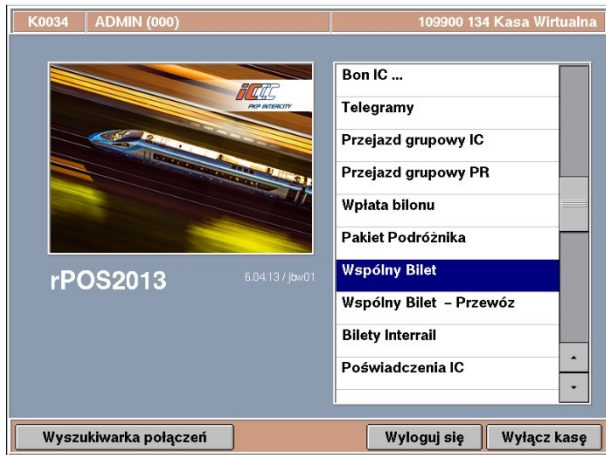 K0034 ADMIN (000) 109900 134 Kasa Wirtualna
PKP INTERCITY
rPOS2013 6.04.13 / jbw01
Bon IC ...
Telegramy
Przejazd grupowy IC
Przejazd grupowy PR
Wpłata bilonu
Pakiet Podróżnika
Wspólny Bilet
Wspólny Bilet – Przewóz
Bilety Interrail
Poświadczenia IC
Wyszukiwarka połączeń Wyloguj się Wyłącz kasę